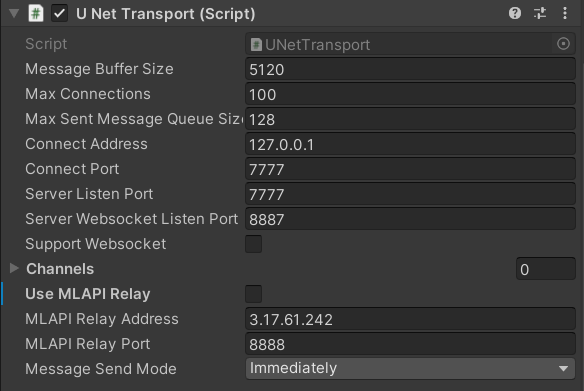 U Net Transport (Script)
Script UNetTransport
Message Buffer Size 5120
Max Connections 100
Max Sent Message Queue Size 128
Connect Address 127.0.0.1
Connect Port 7777
Server Listen Port 7777
Server Websocket Listen Port 8887
Support Websocket
Channels 0
Use MLAPI Relay
MLAPI Relay Address 3.17.61.242
MLAPI Relay Port 8888
Message Send Mode Immediately